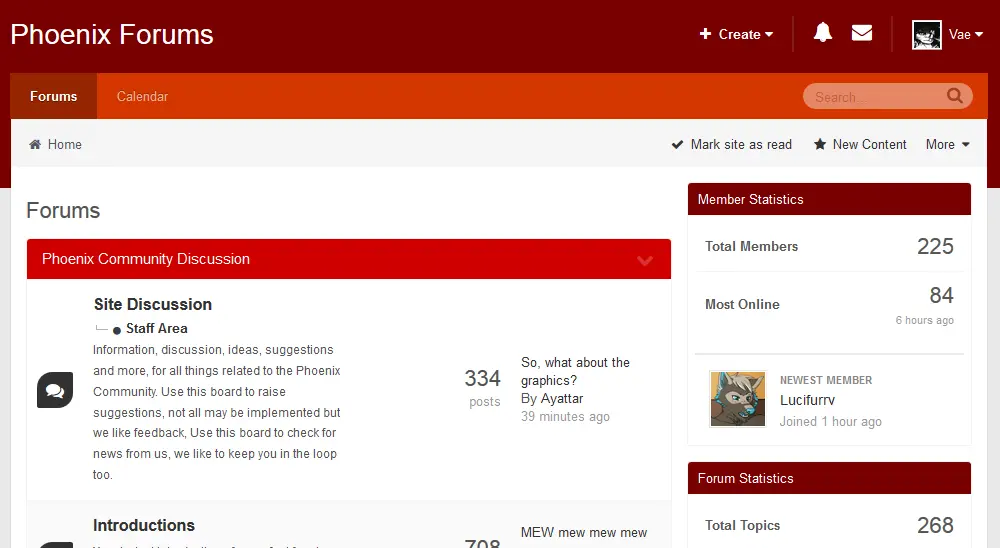 Phoenix Forums
Create
Vae
Forums
Calendar
Search...
Home
Mark site as read
New Content
More
Forums
Phoenix Community Discussion
Site Discussion
Staff Area
Information, discussion, ideas, suggestions
and more, for all things related to the Phoenix
Community. Use this board to raise
suggestions, not all may be implemented but
we like feedback, Use this board to check for
news from us, we like to keep you in the loop
too.
334
posts
So, what about the
graphics?
By Ayattar
39 minutes ago
Introductions
708
MEW mew mew mew
Member Statistics
Total Members
225
Most Online
84
6 hours ago
NEWEST MEMBER
Lucifurrv
Joined 1 hour ago
Forum Statistics
Total Topics
268